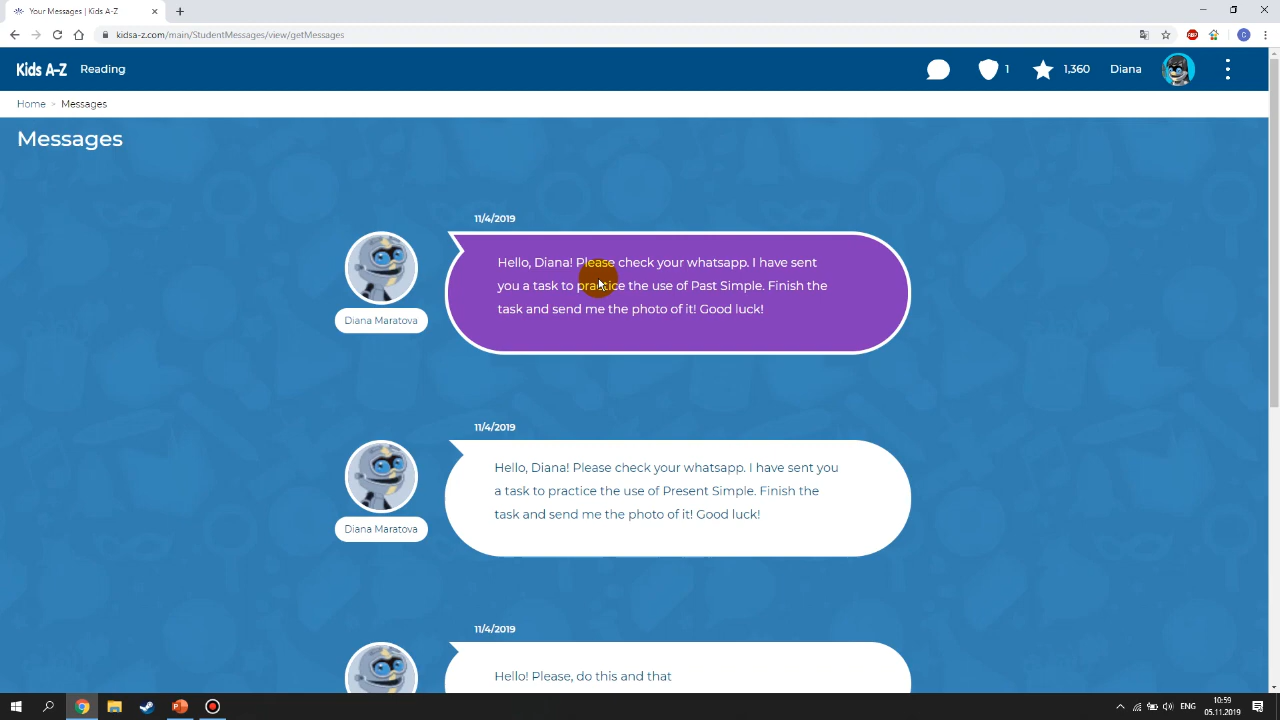 Your Messages | Kids A-Z
kidsa-z.com/main/StudentMessages/view/getMessages
Kids A-Z Reading 1 1,360 Diana
Home > Messages
Messages
11/4/2019
Hello, Diana! Please check your whatsapp. I have sent
you a task to practice the use of Past Simple. Finish the
task and send me the photo of it! Good luck!
Diana Maratova
11/4/2019
Hello, Diana! Please check your whatsapp. I have sent you
a task to practice the use of Present Simple. Finish the
task and send me the photo of it! Good luck!
Diana Maratova
11/4/2019
Hello! Please, do this and that
ENG
10:59
05.11.2019